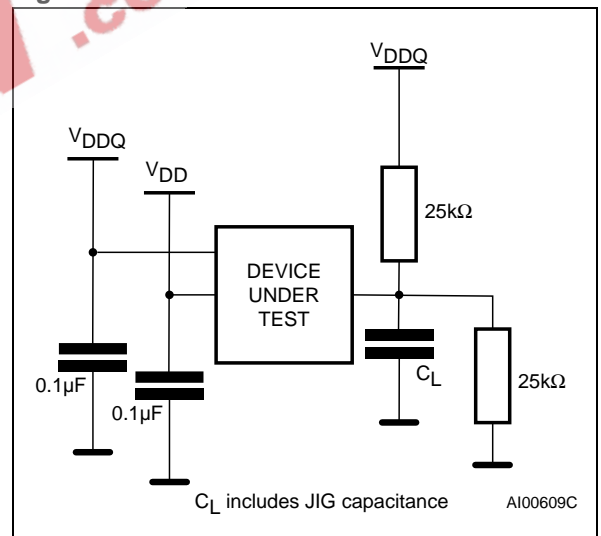 VDDQ
VDDQ
VDD
25kΩ
DEVICE
UNDER
TEST
CL
25kΩ
0.1µF
0.1µF
CL includes JIG capacitance
AI00609C